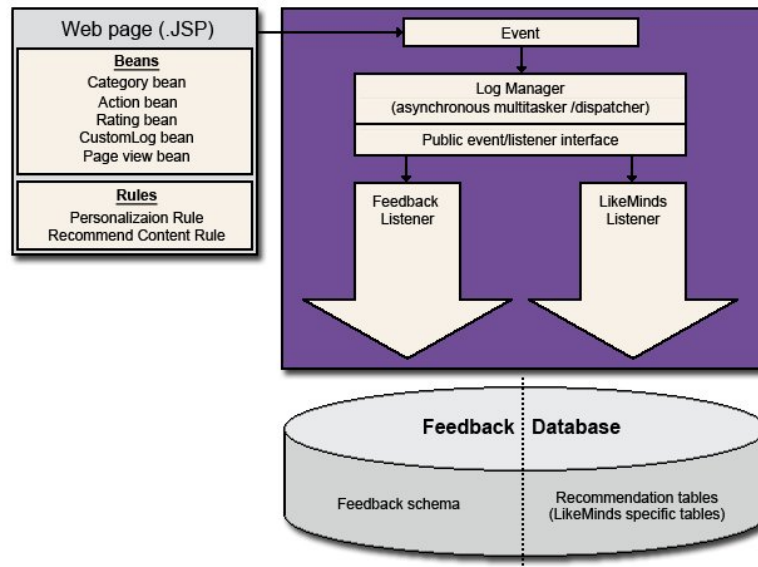 Web page (.JSP)
Beans
Category bean
Action bean
Rating bean
CustomLog bean
Page view bean
Rules
Personalizaion Rule
Recommend Content Rule
Event
Log Manager
(asynchronous multitasker /dispatcher)
Public event/listener interface
Feedback
Listener
LikeMinds
Listener
Feedback Database
Feedback schema
Recommendation tables
(LikeMinds specific tables)